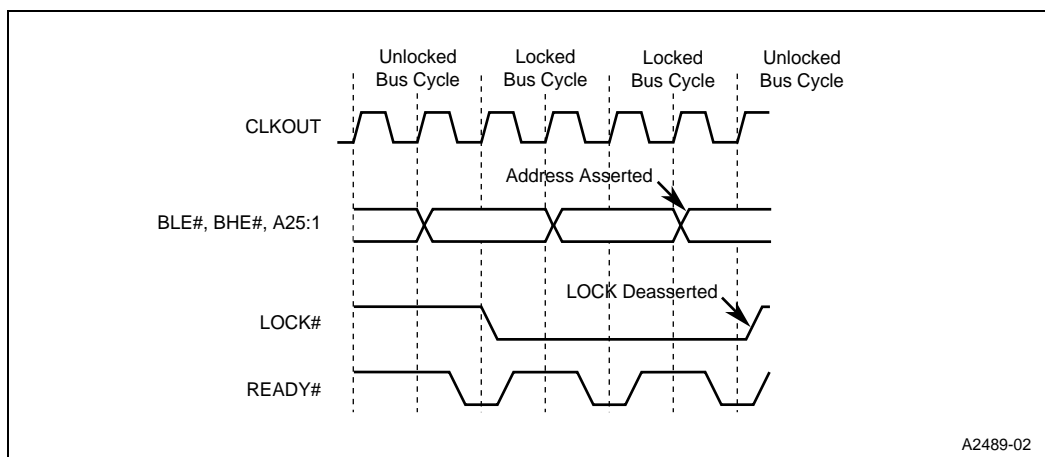 Unlocked
Bus Cycle
Locked
Bus Cycle
Locked
Bus Cycle
Unlocked
Bus Cycle
CLKOUT
Address Asserted
BLE#, BHE#, A25:1
LOCK Deasserted
LOCK#
READY#
A2489-02